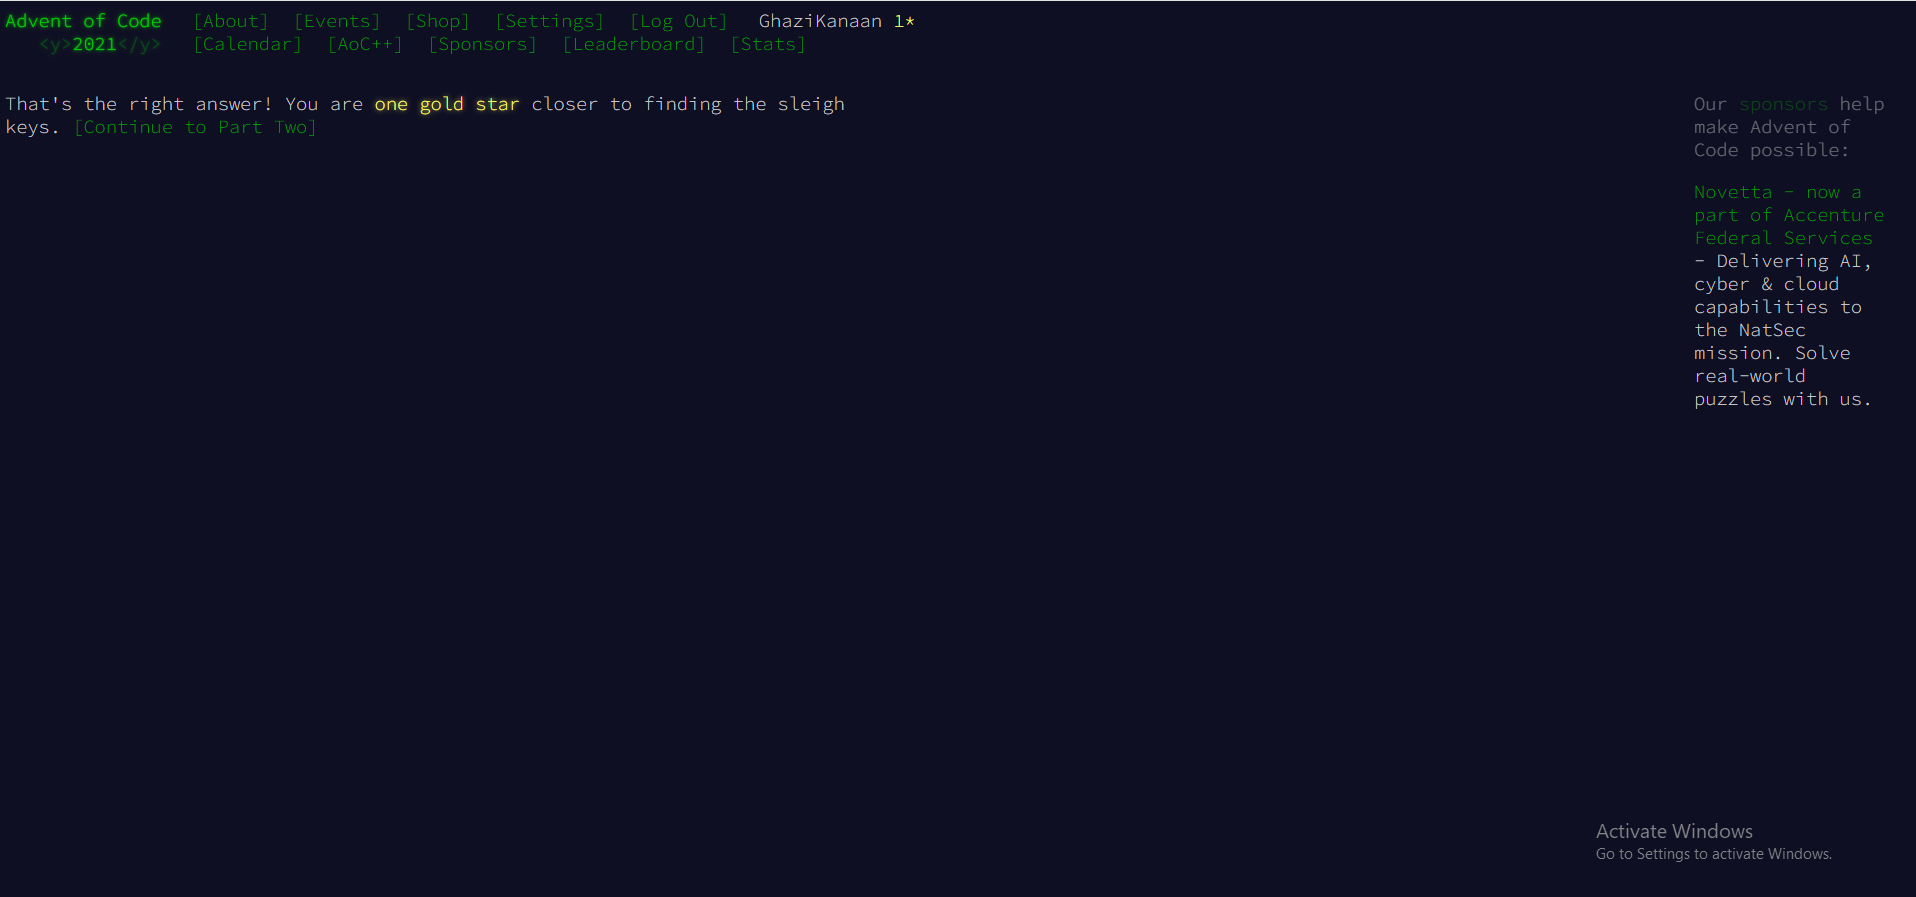 Advent of Code [About] [Events] [Shop] [Settings] [Log Out] GhaziKanaan 1*
<y>2021</y> [Calendar] [AoC++] [Sponsors] [Leaderboard] [Stats]
That's the right answer! You are one gold star closer to finding the sleigh
keys. [Continue to Part Two]
Our sponsors help
make Advent of
Code possible:
Novetta - now a
part of Accenture
Federal Services
- Delivering AI,
cyber & cloud
capabilities to
the NatSec
mission. Solve
real-world
puzzles with us.
Activate Windows
Go to Settings to activate Windows.